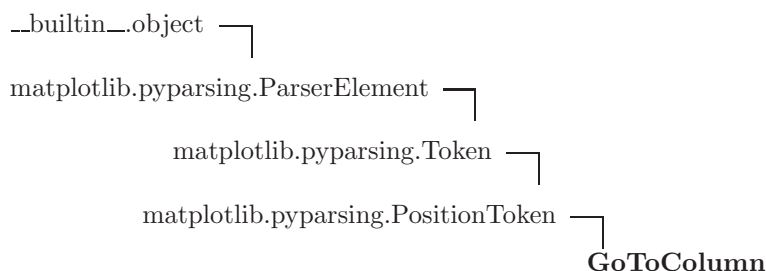 __builtin__.object
matplotlib.pyparsing.ParserElement
matplotlib.pyparsing.Token
matplotlib.pyparsing.PositionToken
GoToColumn